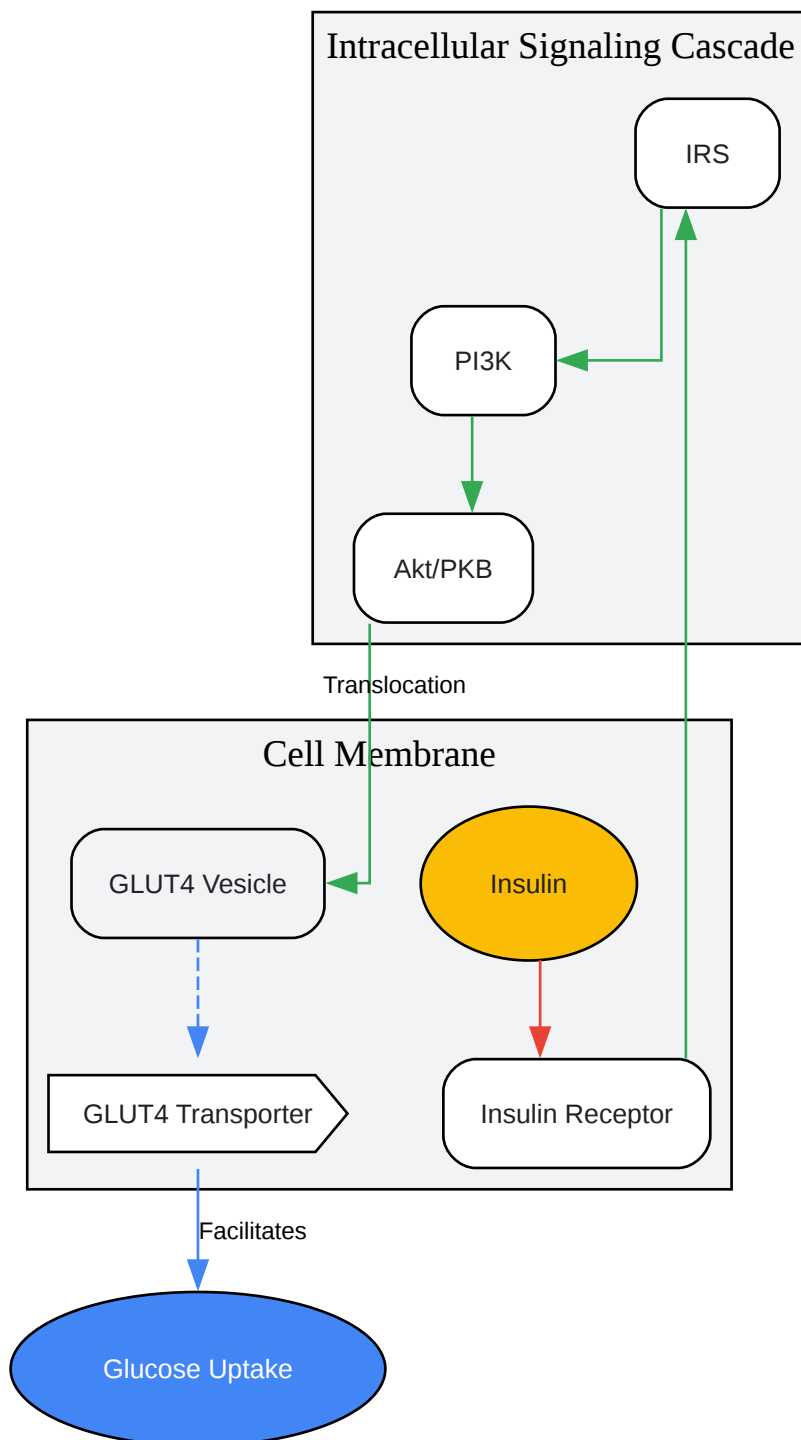 Intracellular Signaling Cascade
IRS
PI3K
Akt/PKB
Translocation
Cell Membrane
GLUT4 Vesicle
Insulin
GLUT4 Transporter
Insulin Receptor
Facilitates
Glucose Uptake